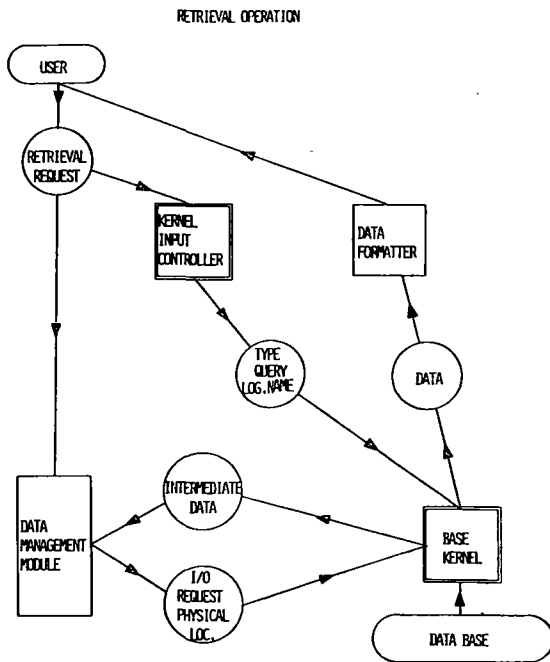 RETRIEVAL OPERATION
USER
RETRIEVAL
REQUEST
KERNEL
INPUT
CONTROLLER
DATA
FORMATTER
TYPE
QUERY
LOG.NAME
DATA
INTERMEDIATE
DATA
DATA
MANAGEMENT
MODULE
BASE
KERNEL
I/O
REQUEST
PHYSICAL
LOC.
DATA BASE